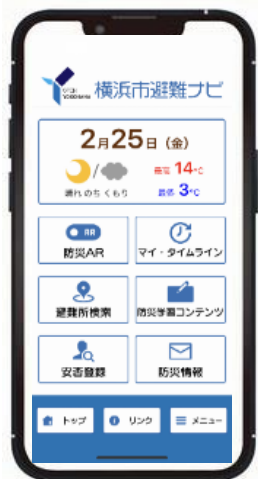 横浜市避難ナビ
2月25日 (金)
最高 14℃
晴れのちくもり
最低 3℃
AR
防災AR
マイ・タイムライン
避難所検索
防災学習コンテンツ
安否登録
防災情報
トップ
リンク
メニュー